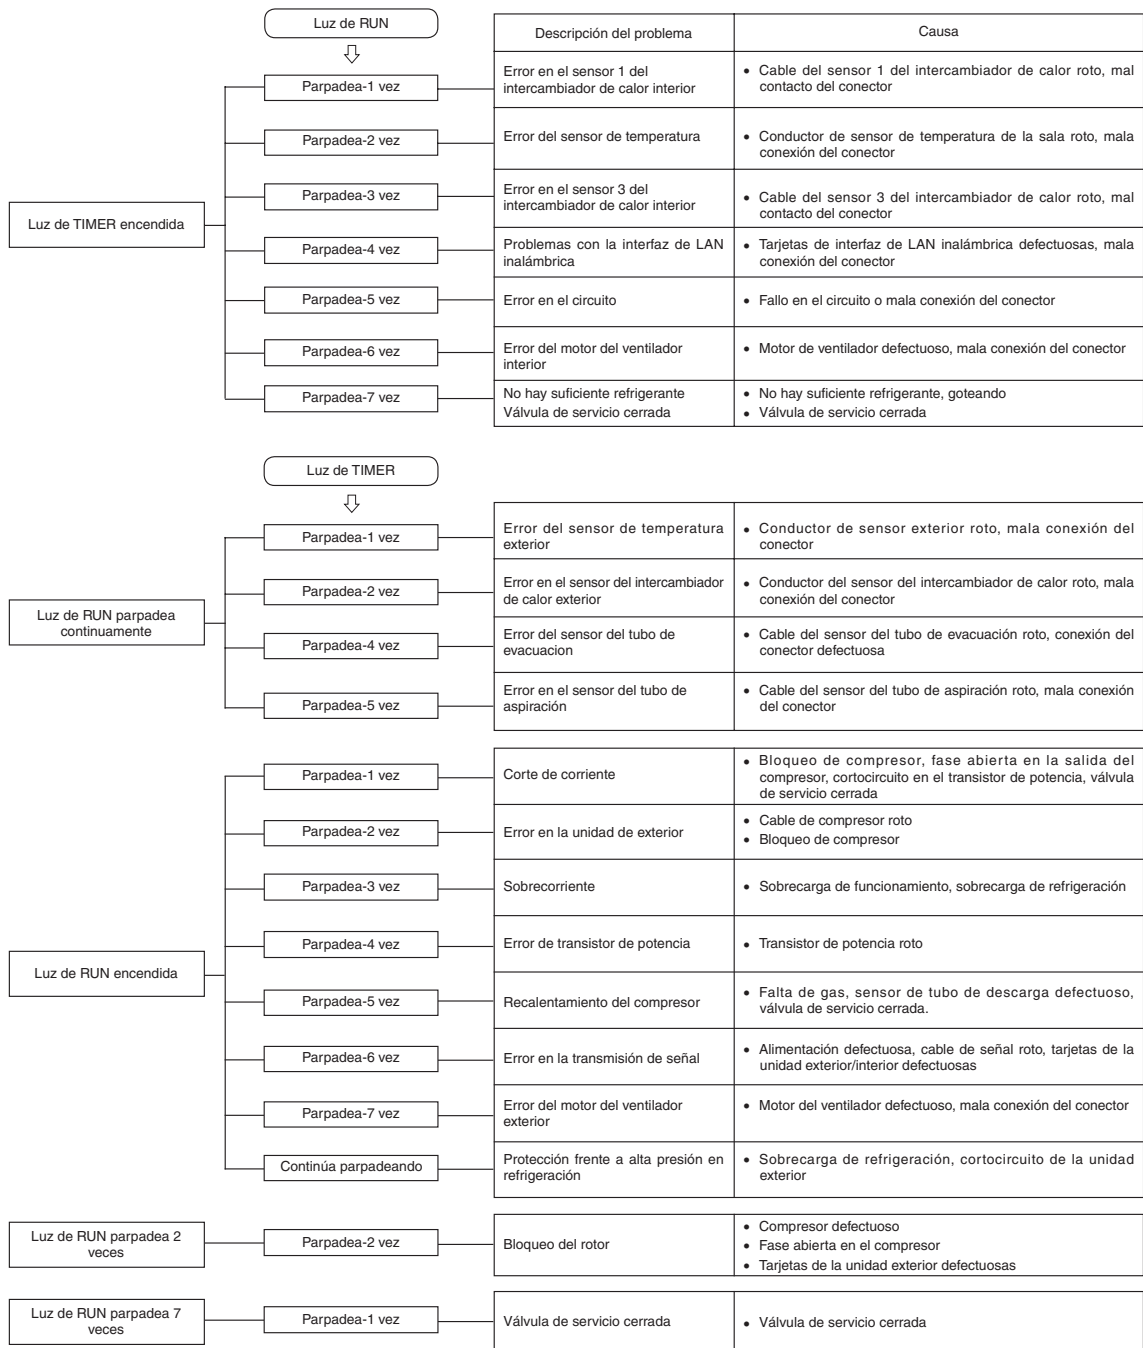 Luz de RUN
Descripción del problema
Causa
Luz de TIMER encendida
Parpadea-1 vez
Error en el sensor 1 del
intercambiador de calor interior
• Cable del sensor 1 del intercambiador de calor roto, mal
contacto del conector
Parpadea-2 vez
Error del sensor de temperatura
• Conductor de sensor de temperatura de la sala roto, mala
conexión del conector
Parpadea-3 vez
Error en el sensor 3 del
intercambiador de calor interior
• Cable del sensor 3 del intercambiador de calor roto, mal
contacto del conector
Parpadea-4 vez
Problemas con la interfaz de LAN
inalámbrica
• Tarjetas de interfaz de LAN inalámbrica defectuosas, mala
conexión del conector
Parpadea-5 vez
Error en el circuito
• Fallo en el circuito o mala conexión del conector
Parpadea-6 vez
Error del motor del ventilador
interior
• Motor de ventilador defectuoso, mala conexión del conector
Parpadea-7 vez
No hay suficiente refrigerante
Válvula de servicio cerrada
• No hay suficiente refrigerante, goteando
• Válvula de servicio cerrada
Luz de TIMER
Luz de RUN parpadea
continuamente
Parpadea-1 vez
Error del sensor de temperatura
exterior
• Conductor de sensor exterior roto, mala conexión del
conector
Parpadea-2 vez
Error en el sensor del intercambiador
de calor exterior
• Conductor del sensor del intercambiador de calor roto, mala
conexión del conector
Parpadea-4 vez
Error del sensor del tubo de
evacuacion
• Cable del sensor del tubo de evacuación roto, conexión del
conector defectuosa
Parpadea-5 vez
Error en el sensor del tubo de
aspiración
• Cable del sensor del tubo de aspiración roto, mala conexión
del conector
Luz de RUN encendida
Parpadea-1 vez
Corte de corriente
• Bloqueo de compresor, fase abierta en la salida del
compresor, cortocircuito en el transistor de potencia, válvula
de servicio cerrada
Parpadea-2 vez
Error en la unidad de exterior
• Cable de compresor roto
• Bloqueo de compresor
Parpadea-3 vez
Sobrecorriente
• Sobrecarga de funcionamiento, sobrecarga de refrigeración
Parpadea-4 vez
Error de transistor de potencia
• Transistor de potencia roto
Parpadea-5 vez
Recalentamiento del compresor
• Falta de gas, sensor de tubo de descarga defectuoso,
válvula de servicio cerrada.
Parpadea-6 vez
Error en la transmisión de señal
• Alimentación defectuosa, cable de señal roto, tarjetas de la
unidad exterior/interior defectuosas
Parpadea-7 vez
Error del motor del ventilador
exterior
• Motor del ventilador defectuoso, mala conexión del conector
Continúa parpadeando
Protección frente a alta presión en
refrigeración
• Sobrecarga de refrigeración, cortocircuito de la unidad
exterior
Luz de RUN parpadea 2
veces
Parpadea-2 vez
Bloqueo del rotor
• Compresor defectuoso
• Fase abierta en el compresor
• Tarjetas de la unidad exterior defectuosas
Luz de RUN parpadea 7
veces
Parpadea-1 vez
Válvula de servicio cerrada
• Válvula de servicio cerrada